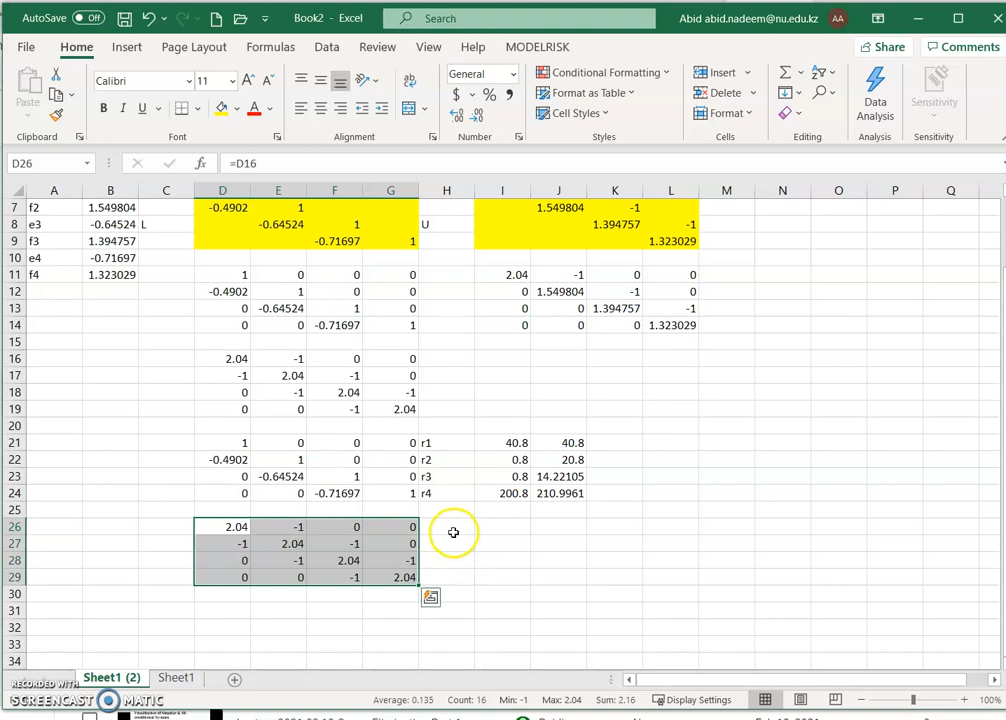 AutoSave Off Book2 - Excel Search Abid abid.nadeem@nu.edu.kz AA
File Home Insert Page Layout Formulas Data Review View Help MODELRISK Share Comments
Paste Calibri 11 General Conditional Formatting Insert Data Analysis Sensitivity
B I U A $ % Format as Table Delete
Cell Styles Format
Clipboard Font Alignment Number Styles Cells Editing Analysis Sensitivity
D26 fx =D16
A B C D E F G H I J K L M N O P Q
7 f2 1.549804 -0.4902 1 1.549804 -1
8 e3 -0.64524 L -0.64524 1 U 1.394757 -1
9 f3 1.394757 -0.71697 1 1.323029
10 e4 -0.71697
11 f4 1.323029 1 0 0 0 2.04 -1 0 0
12 -0.4902 1 0 0 0 1.549804 -1 0
13 0 -0.64524 1 0 0 0 1.394757 -1
14 0 0 -0.71697 1 0 0 0 1.323029
15
16 2.04 -1 0 0
17 -1 2.04 -1 0
18 0 -1 2.04 -1
19 0 0 -1 2.04
20
21 1 0 0 0 r1 40.8 40.8
22 -0.4902 1 0 0 r2 0.8 20.8
23 0 -0.64524 1 0 r3 0.8 14.22105
24 0 0 -0.71697 1 r4 200.8 210.9961
25
26 2.04 -1 0 0
27 -1 2.04 -1 0
28 0 -1 2.04 -1
29 0 0 -1 2.04
30
31
32
33
34
Sheet1 (2) Sheet1
RECORDED WITH
SCREENCAST MATIC Average: 0.135 Count: 16 Min: -1 Max: 2.04 Sum: 2.16 Display Settings 100%